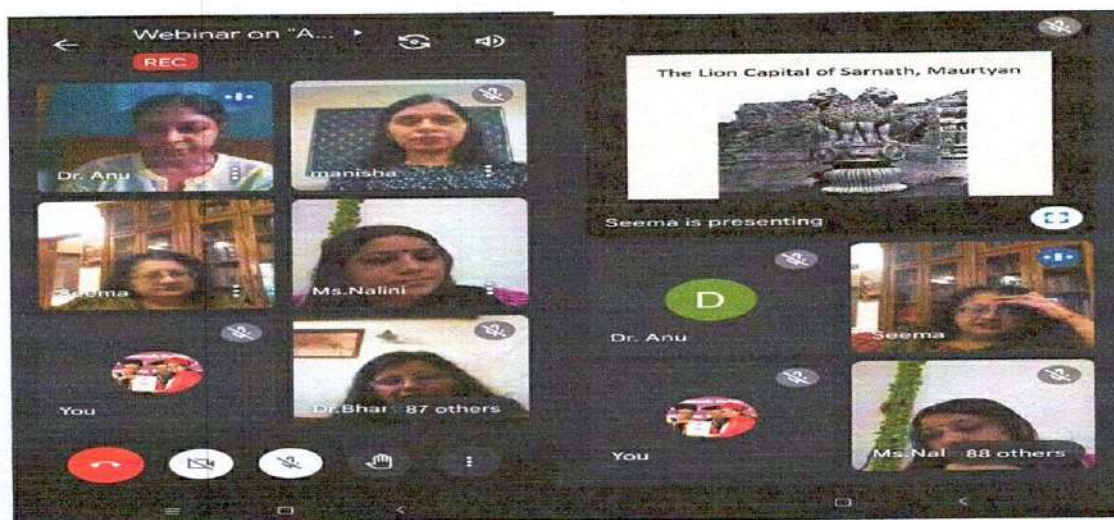 Webinar on "A...
REC
Dr. Anu
manisha
Seema
Ms.Nalini
You
Dr.Bhar 87 others
The Lion Capital of Sarnath, Maurtyan
Seema is presenting
D
Dr. Anu
Seema
You
Ms.Nal 88 others